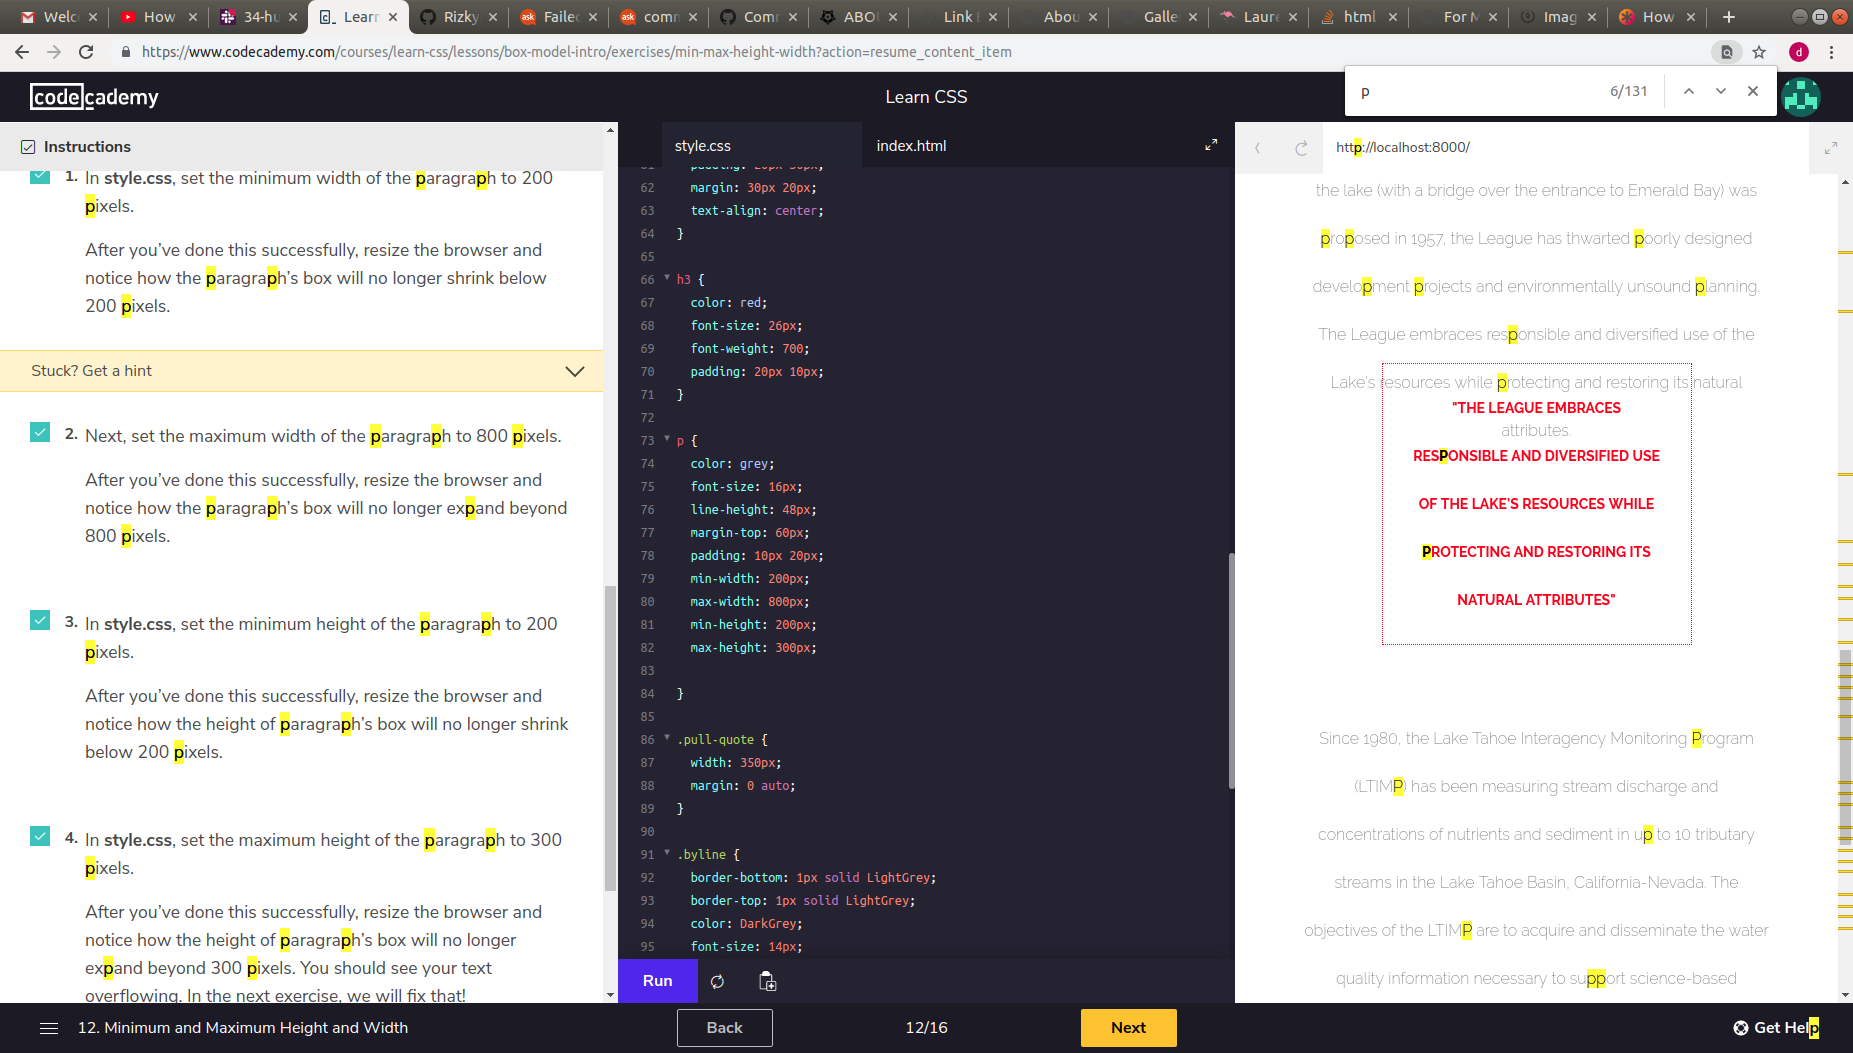 Welc
How
34-hu
Learn
Rizky
Failed
comm
Comm
ABOU
Link
Abou
Galle
Laure
html
For M
Imag
How
https://www.codecademy.com/courses/learn-css/lessons/box-model-intro/exercises/min-max-height-width?action=resume_content_item
d
p
6/131
codecademy
Learn CSS
Instructions
1. In style.css, set the minimum width of the paragraph to 200
pixels.
After you’ve done this successfully, resize the browser and
notice how the paragraph’s box will no longer shrink below
200 pixels.
Stuck? Get a hint
2. Next, set the maximum width of the paragraph to 800 pixels.
After you’ve done this successfully, resize the browser and
notice how the paragraph’s box will no longer expand beyond
800 pixels.
3. In style.css, set the minimum height of the paragraph to 200
pixels.
After you’ve done this successfully, resize the browser and
notice how the height of paragraph’s box will no longer shrink
below 200 pixels.
4. In style.css, set the maximum height of the paragraph to 300
pixels.
After you’ve done this successfully, resize the browser and
notice how the height of paragraph’s box will no longer
expand beyond 300 pixels. You should see your text
overflowing. In the next exercise, we will fix that!
style.css
index.html
62 margin: 30px 20px;
63 text-align: center;
64 }
65
66 h3 {
67 color: red;
68 font-size: 26px;
69 font-weight: 700;
70 padding: 20px 10px;
71 }
72
73 p {
74 color: grey;
75 font-size: 16px;
76 line-height: 48px;
77 margin-top: 60px;
78 padding: 10px 20px;
79 min-width: 200px;
80 max-width: 800px;
81 min-height: 200px;
82 max-height: 300px;
83
84 }
85
86 .pull-quote {
87 width: 350px;
88 margin: 0 auto;
89 }
90
91 .byline {
92 border-bottom: 1px solid LightGrey;
93 border-top: 1px solid LightGrey;
94 color: DarkGrey;
95 font-size: 14px;
Run
http://localhost:8000/
the lake (with a bridge over the entrance to Emerald Bay) was
proposed in 1957, the League has thwarted poorly designed
development projects and environmentally unsound planning.
The League embraces responsible and diversified use of the
Lake's resources while protecting and restoring its natural
"THE LEAGUE EMBRACES
attributes.
RESPONSIBLE AND DIVERSIFIED USE
OF THE LAKE'S RESOURCES WHILE
PROTECTING AND RESTORING ITS
NATURAL ATTRIBUTES"
Since 1980, the Lake Tahoe Interagency Monitoring Program
(LTIMP) has been measuring stream discharge and
concentrations of nutrients and sediment in up to 10 tributary
streams in the Lake Tahoe Basin, California-Nevada. The
objectives of the LTIMP are to acquire and disseminate the water
quality information necessary to support science-based
12. Minimum and Maximum Height and Width
Back
12/16
Next
Get Help